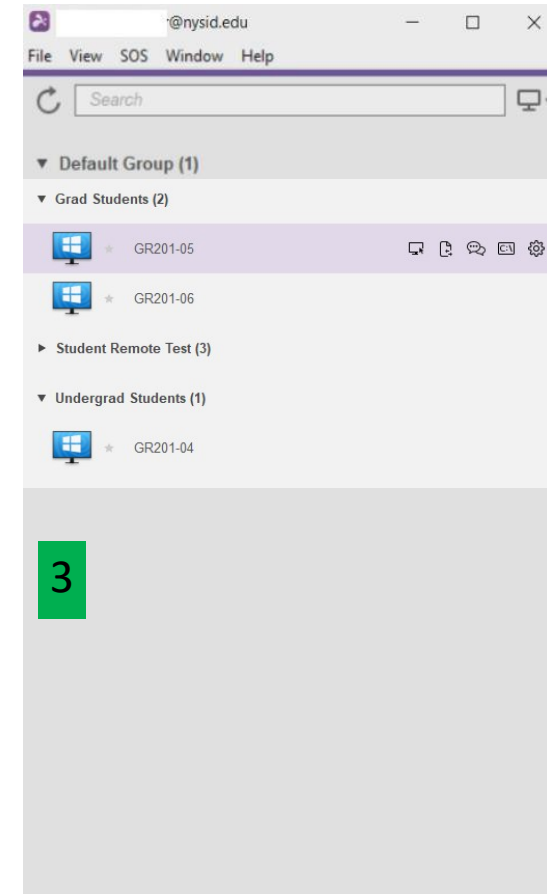 r@nysid.edu
File View SOS Window Help
Search
Default Group (1)
Grad Students (2)
GR201-05
GR201-06
Student Remote Test (3)
Undergrad Students (1)
GR201-04
3